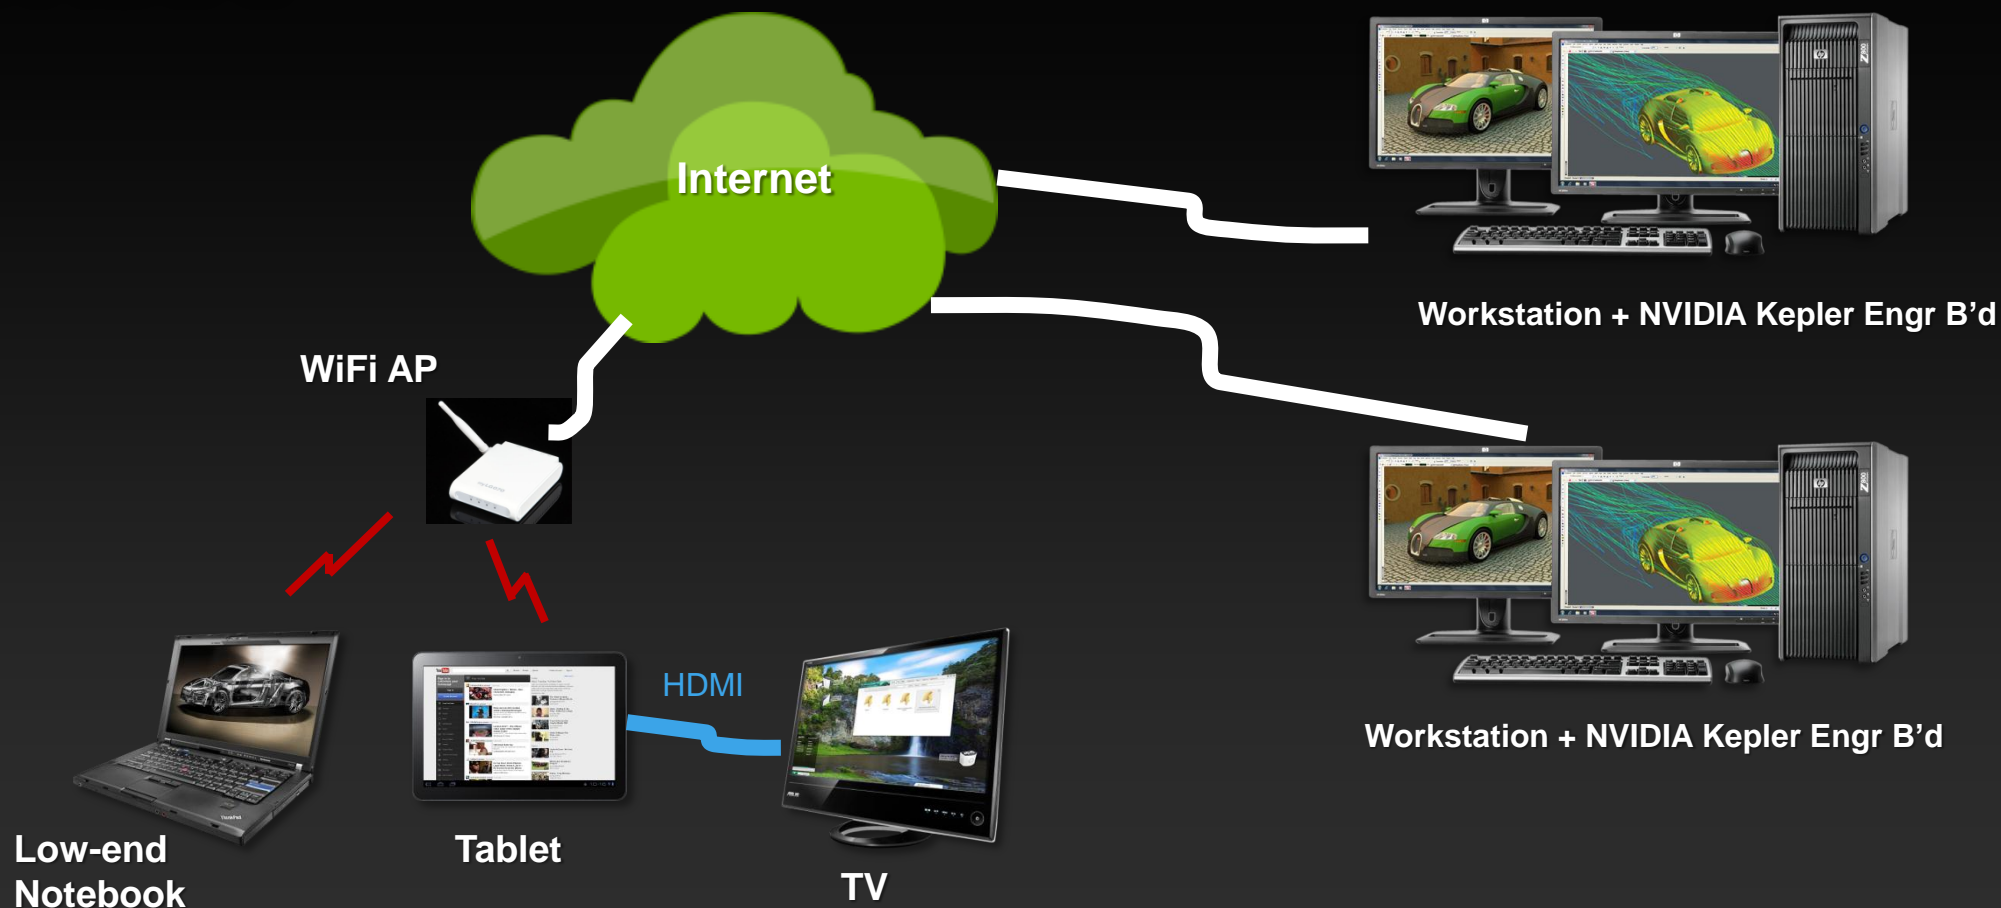 Internet
Workstation + NVIDIA Kepler Engr B’d
WiFi AP
HDMI
Workstation + NVIDIA Kepler Engr B’d
Low-end
Notebook
Tablet
TV